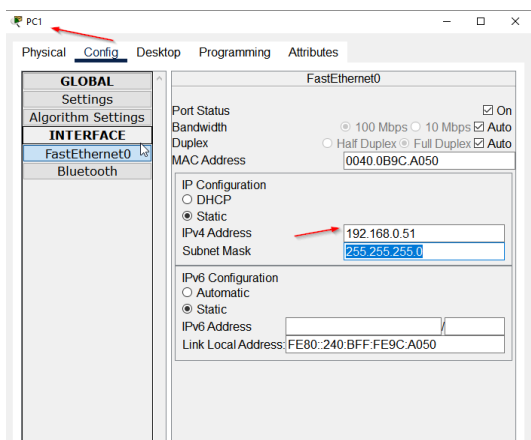 PC1
Physical Config Desktop Programming Attributes
GLOBAL
Settings
Algorithm Settings
INTERFACE
FastEthernet0
Bluetooth
FastEthernet0
Port Status On
Bandwidth 100 Mbps 10 Mbps Auto
Duplex Half Duplex Full Duplex Auto
MAC Address 0040.0B9C.A050
IP Configuration
DHCP
Static
IPv4 Address 192.168.0.51
Subnet Mask 255.255.255.0
IPv6 Configuration
Automatic
Static
IPv6 Address /
Link Local Address: FE80::240:BFF:FE9C:A050